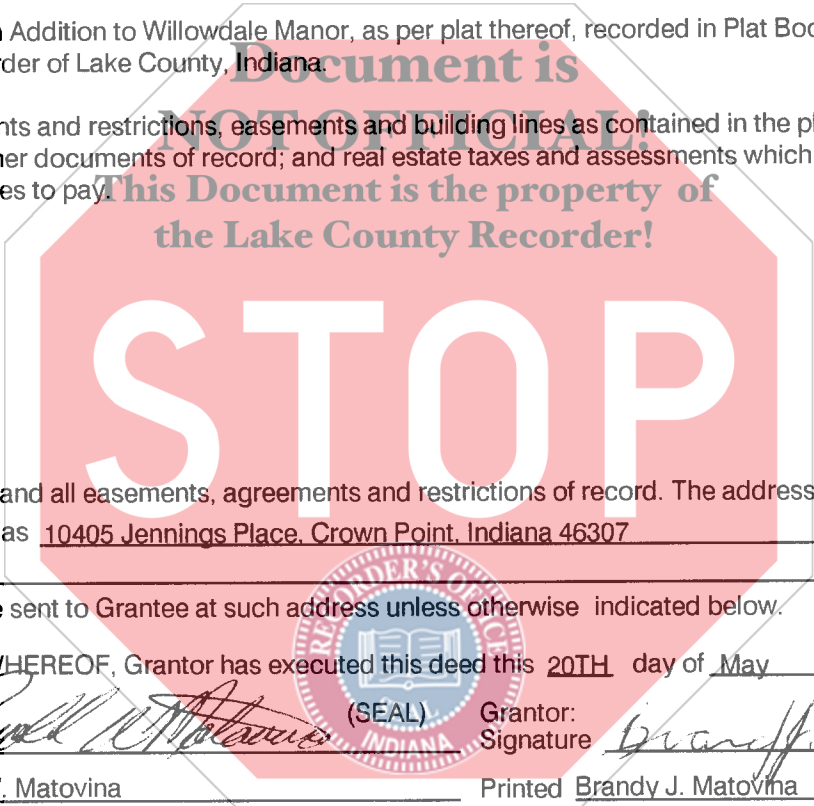 Addition to Willowdale Manor, as per plat thereof, recorded in Plat Boo
der of Lake County, Indiana.
Document is
NOT OFFICIAL!
nts and restrictions, easements and building lines as contained in the p
er documents of record; and real estate taxes and assessments which
es to pay.
This Document is the property of
the Lake County Recorder!
STOP
and all easements, agreements and restrictions of record. The address
as 10405 Jennings Place, Crown Point, Indiana 46307
sent to Grantee at such address unless otherwise indicated below.
HEREOF, Grantor has executed this deed this 20TH day of May
RECORDER'S OFFICE
INDIANA
(SEAL) Grantor:
Signature
. Matovina Printed Brandy J. Matovina